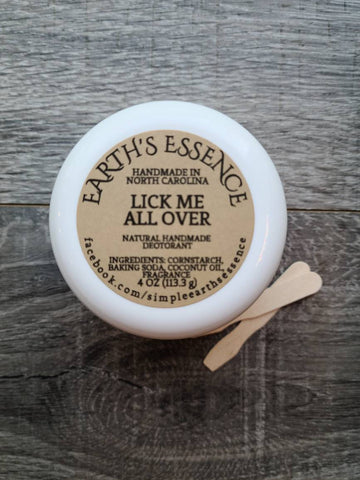 EARTH'S ESSENCE
HANDMADE IN
NORTH CAROLINA
LICK ME
ALL OVER
NATURAL HANDMADE
DEOTORANT
INGREDIENTS: CORNSTARCH,
BAKING SODA, COCONUT OIL,
FRAGRANCE
4 OZ (113.3 g)
facebook.com/simpleearthsessence